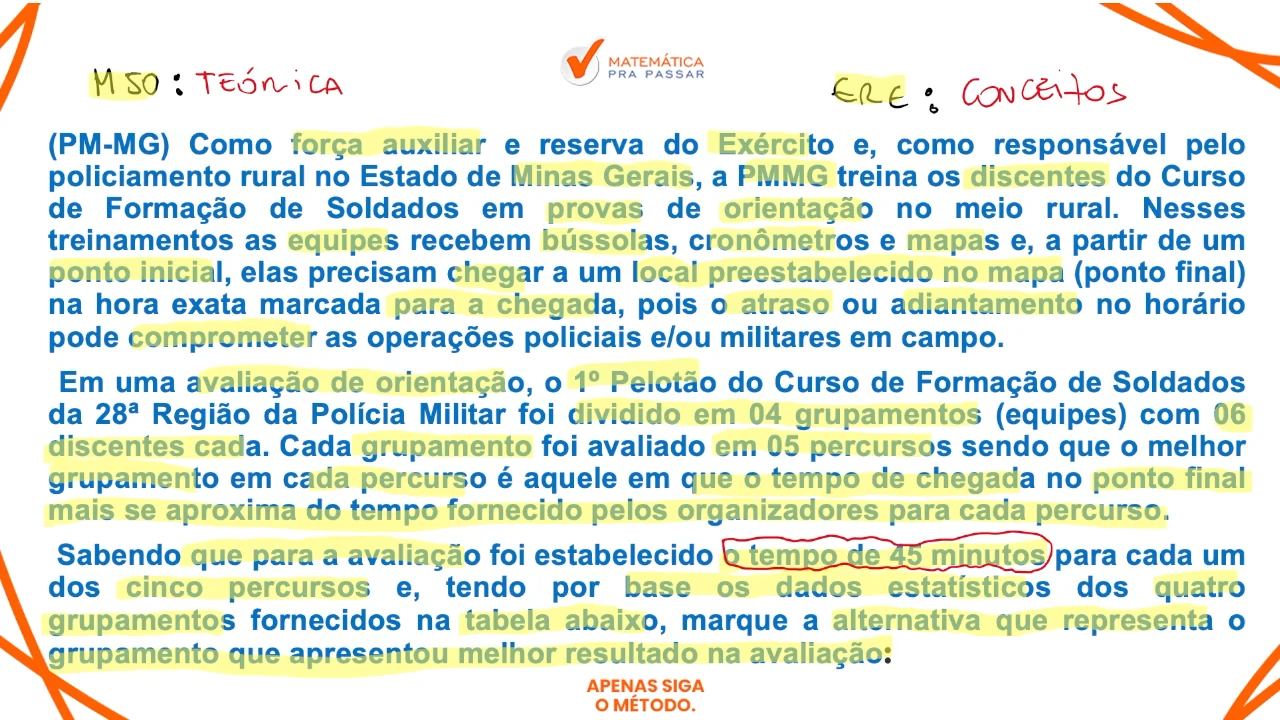 MATEMÁTICA
PRA PASSAR
M50 : TEÓRICA
ERE : CONCEITOS
(PM-MG) Como força auxiliar e reserva do Exército e, como responsável pelo
policiamento rural no Estado de Minas Gerais, a PMMG treina os discentes do Curso
de Formação de Soldados em provas de orientação no meio rural. Nesses
treinamentos as equipes recebem bússolas, cronômetros e mapas e, a partir de um
ponto inicial, elas precisam chegar a um local preestabelecido no mapa (ponto final)
na hora exata marcada para a chegada, pois o atraso ou adiantamento no horário
pode comprometer as operações policiais e/ou militares em campo.
Em uma avaliação de orientação, o 1º Pelotão do Curso de Formação de Soldados
da 28ª Região da Polícia Militar foi dividido em 04 grupamentos (equipes) com 06
discentes cada. Cada grupamento foi avaliado em 05 percursos sendo que o melhor
grupamento em cada percurso é aquele em que o tempo de chegada no ponto final
mais se aproxima do tempo fornecido pelos organizadores para cada percurso.
Sabendo que para a avaliação foi estabelecido o tempo de 45 minutos para cada um
dos cinco percursos e, tendo por base os dados estatísticos dos quatro
grupamentos fornecidos na tabela abaixo, marque a alternativa que representa o
grupamento que apresentou melhor resultado na avaliação:
APENAS SIGA
O MÉTODO.